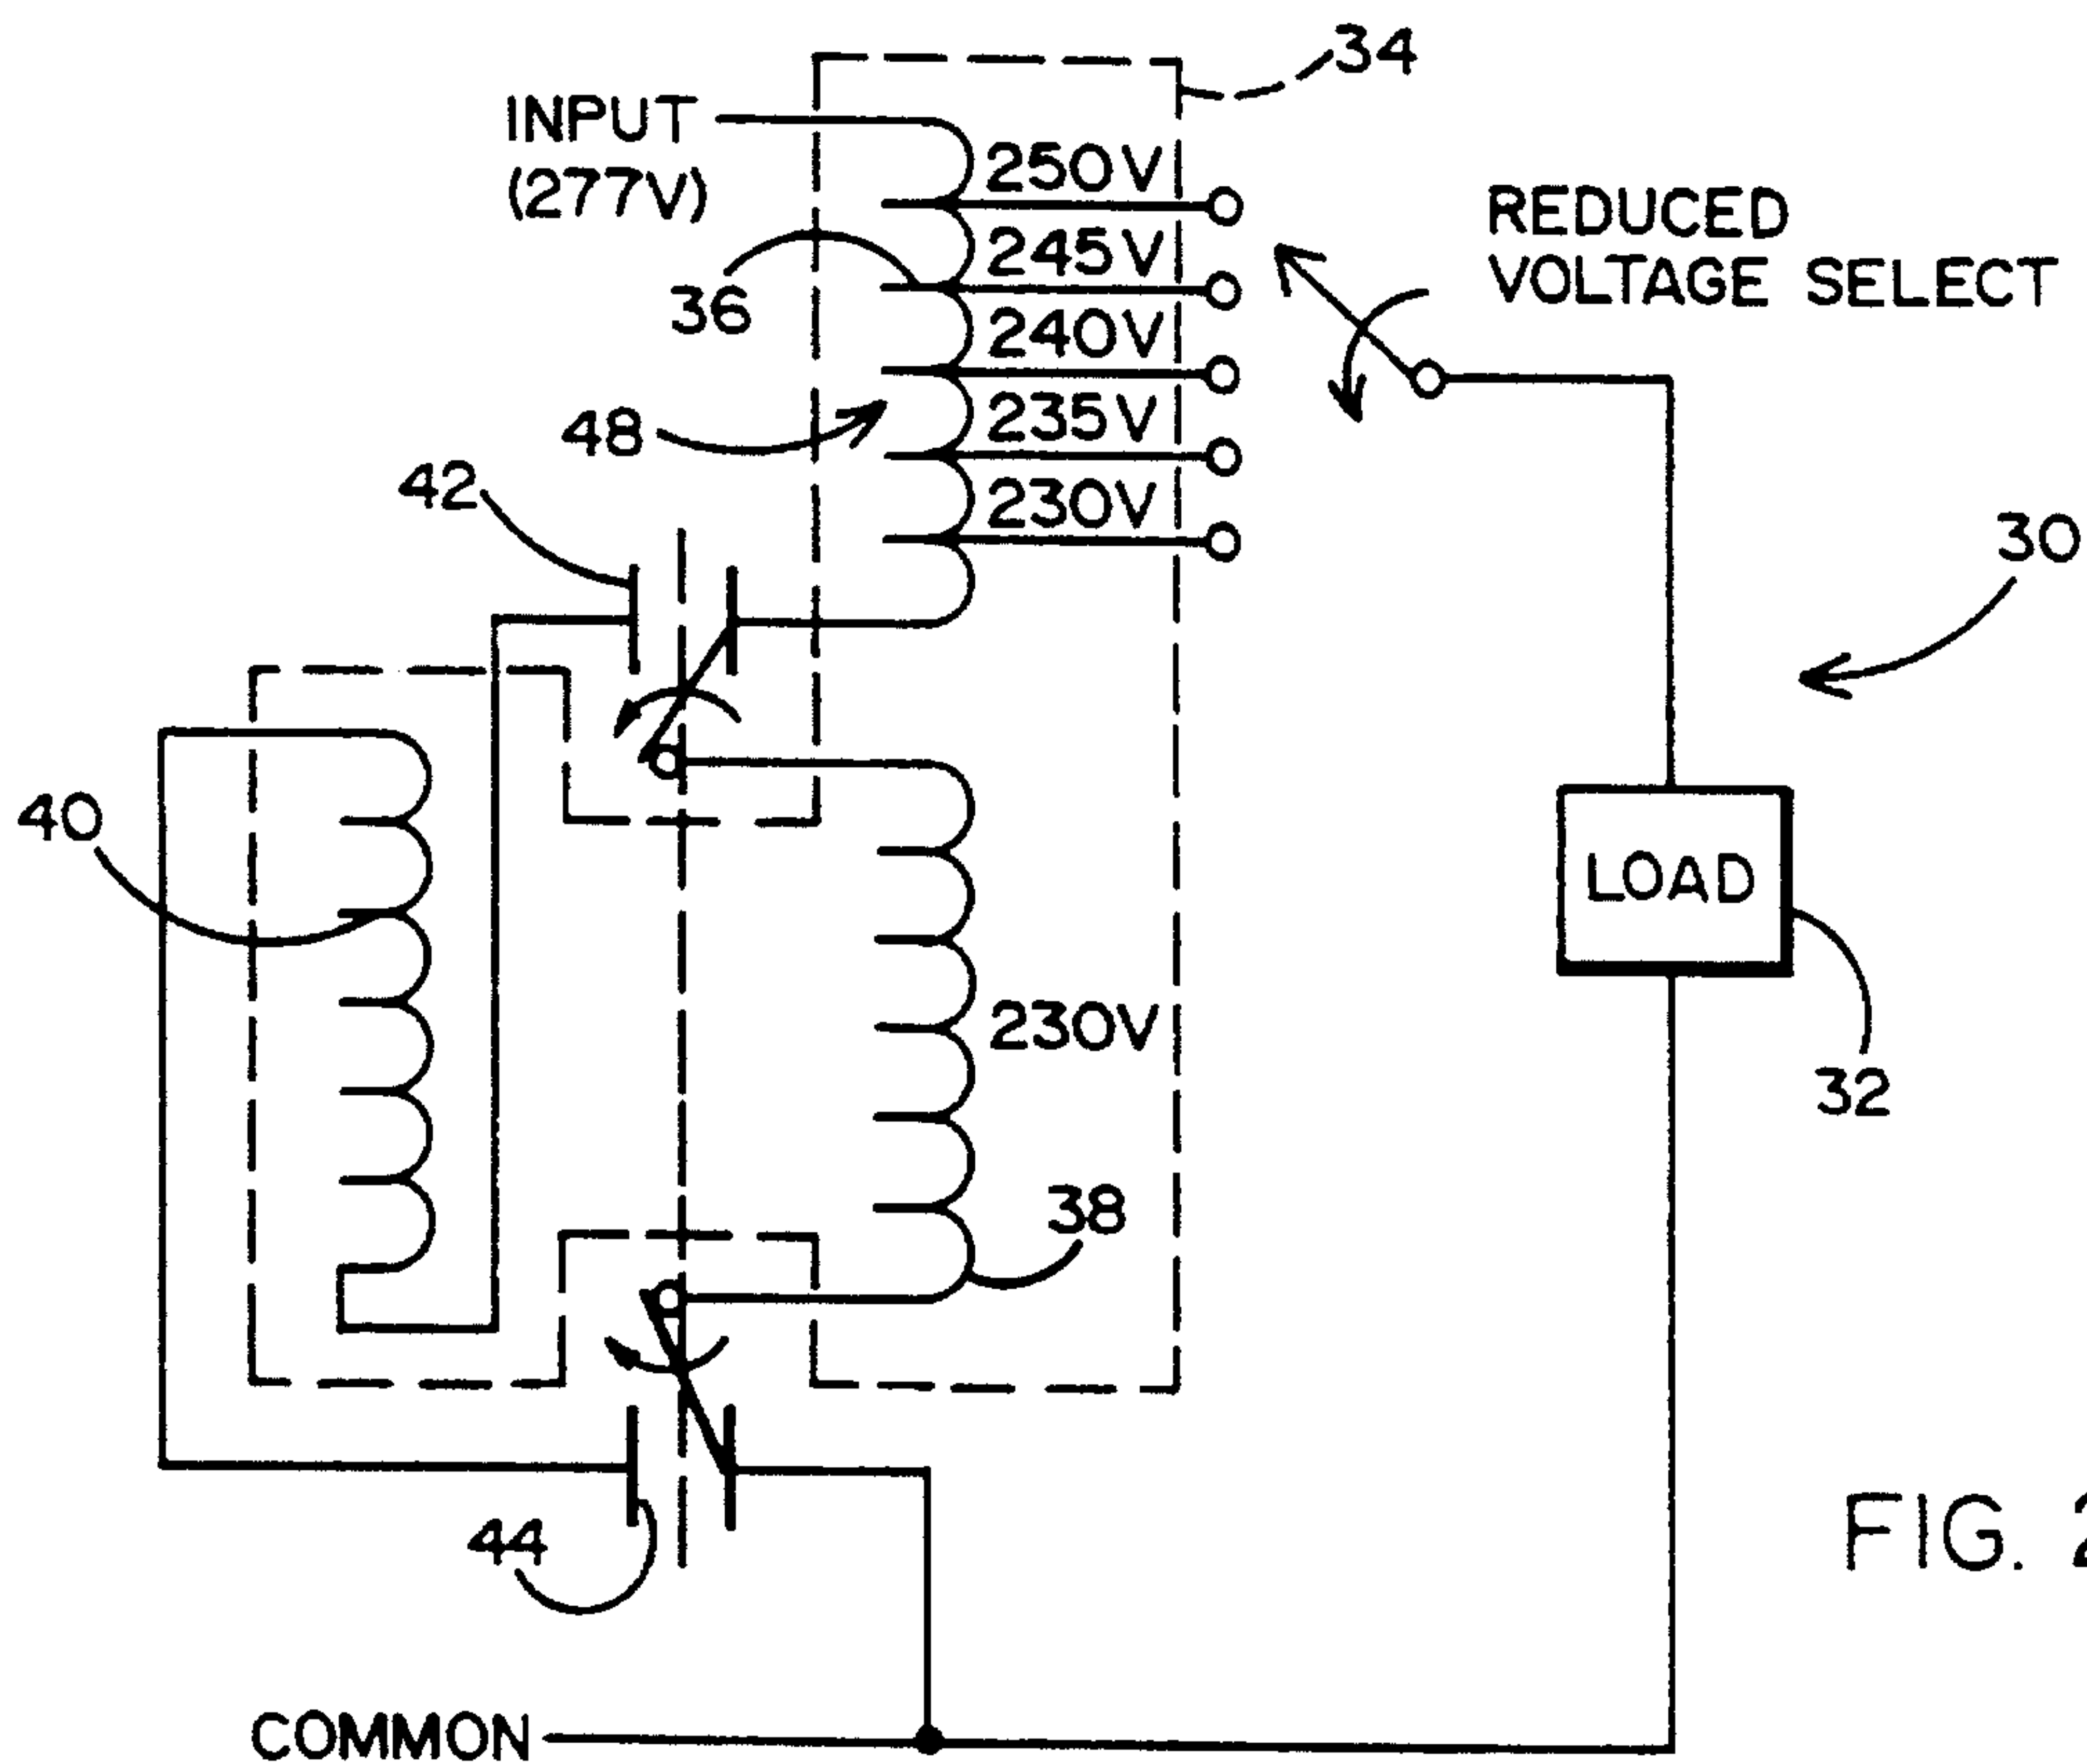 34
INPUT
(277V)
250V
245V
240V
235V
230V
REDUCED
VOLTAGE SELECT
36
48
42
30
40
LOAD
230V
32
38
44
FIG.
COMMON